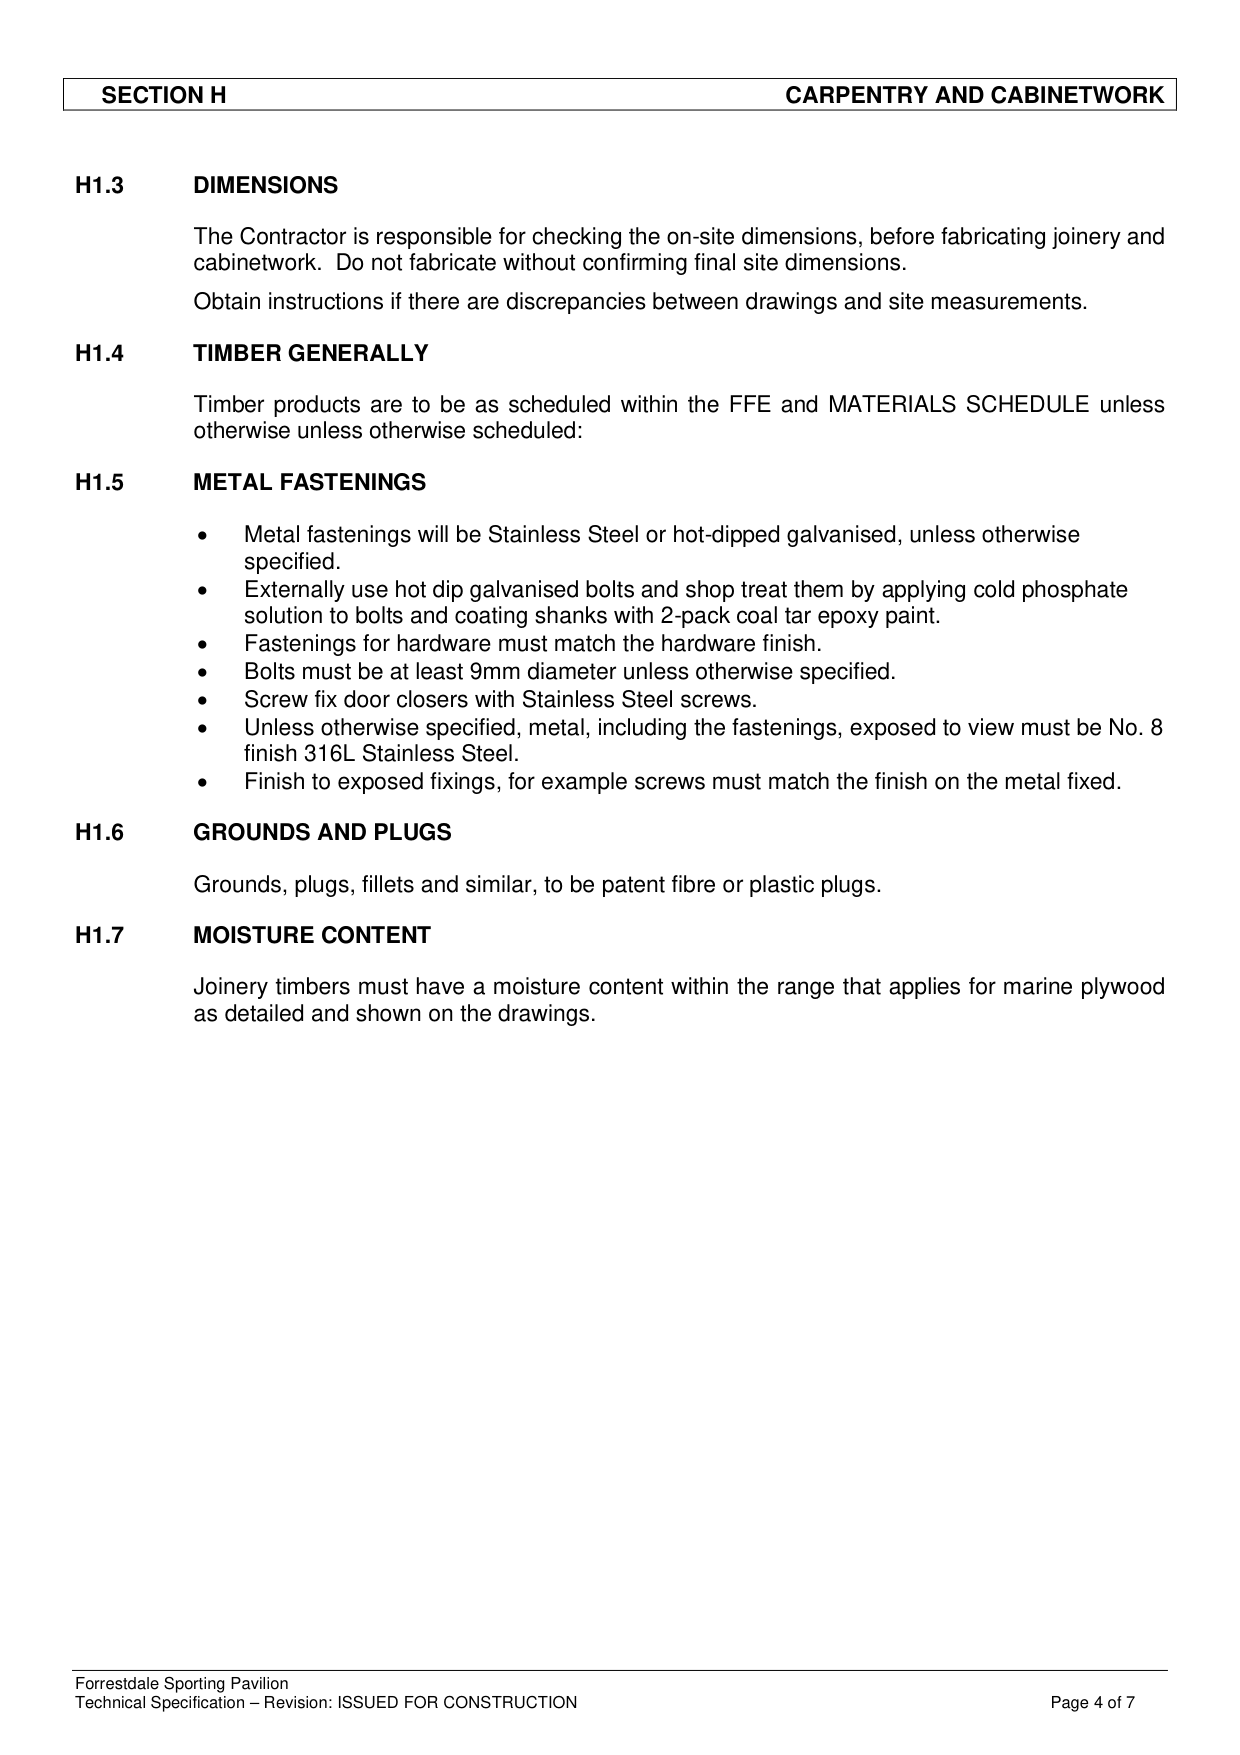 SECTION H CARPENTRY AND CABINETWORK
H1.3 DIMENSIONS
The Contractor is responsible for checking the on-site dimensions, before fabricating joinery and
cabinetwork.  Do not fabricate without confirming final site dimensions.
Obtain instructions if there are discrepancies between drawings and site measurements.
H1.4 TIMBER GENERALLY
Timber products are to be as scheduled within the FFE and MATERIALS SCHEDULE unless
otherwise unless otherwise scheduled:
H1.5 METAL FASTENINGS
• Metal fastenings will be Stainless Steel or hot-dipped galvanised, unless otherwise
specified.
• Externally use hot dip galvanised bolts and shop treat them by applying cold phosphate
solution to bolts and coating shanks with 2-pack coal tar epoxy paint.
• Fastenings for hardware must match the hardware finish.
• Bolts must be at least 9mm diameter unless otherwise specified.
• Screw fix door closers with Stainless Steel screws.
• Unless otherwise specified, metal, including the fastenings, exposed to view must be No. 8
finish 316L Stainless Steel.
• Finish to exposed fixings, for example screws must match the finish on the metal fixed.
H1.6 GROUNDS AND PLUGS
Grounds, plugs, fillets and similar, to be patent fibre or plastic plugs.
H1.7 MOISTURE CONTENT
Joinery timbers must have a moisture content within the range that applies for marine plywood
as detailed and shown on the drawings.
Forrestdale Sporting Pavilion
Technical Specification – Revision: ISSUED FOR CONSTRUCTION Page 4 of 7